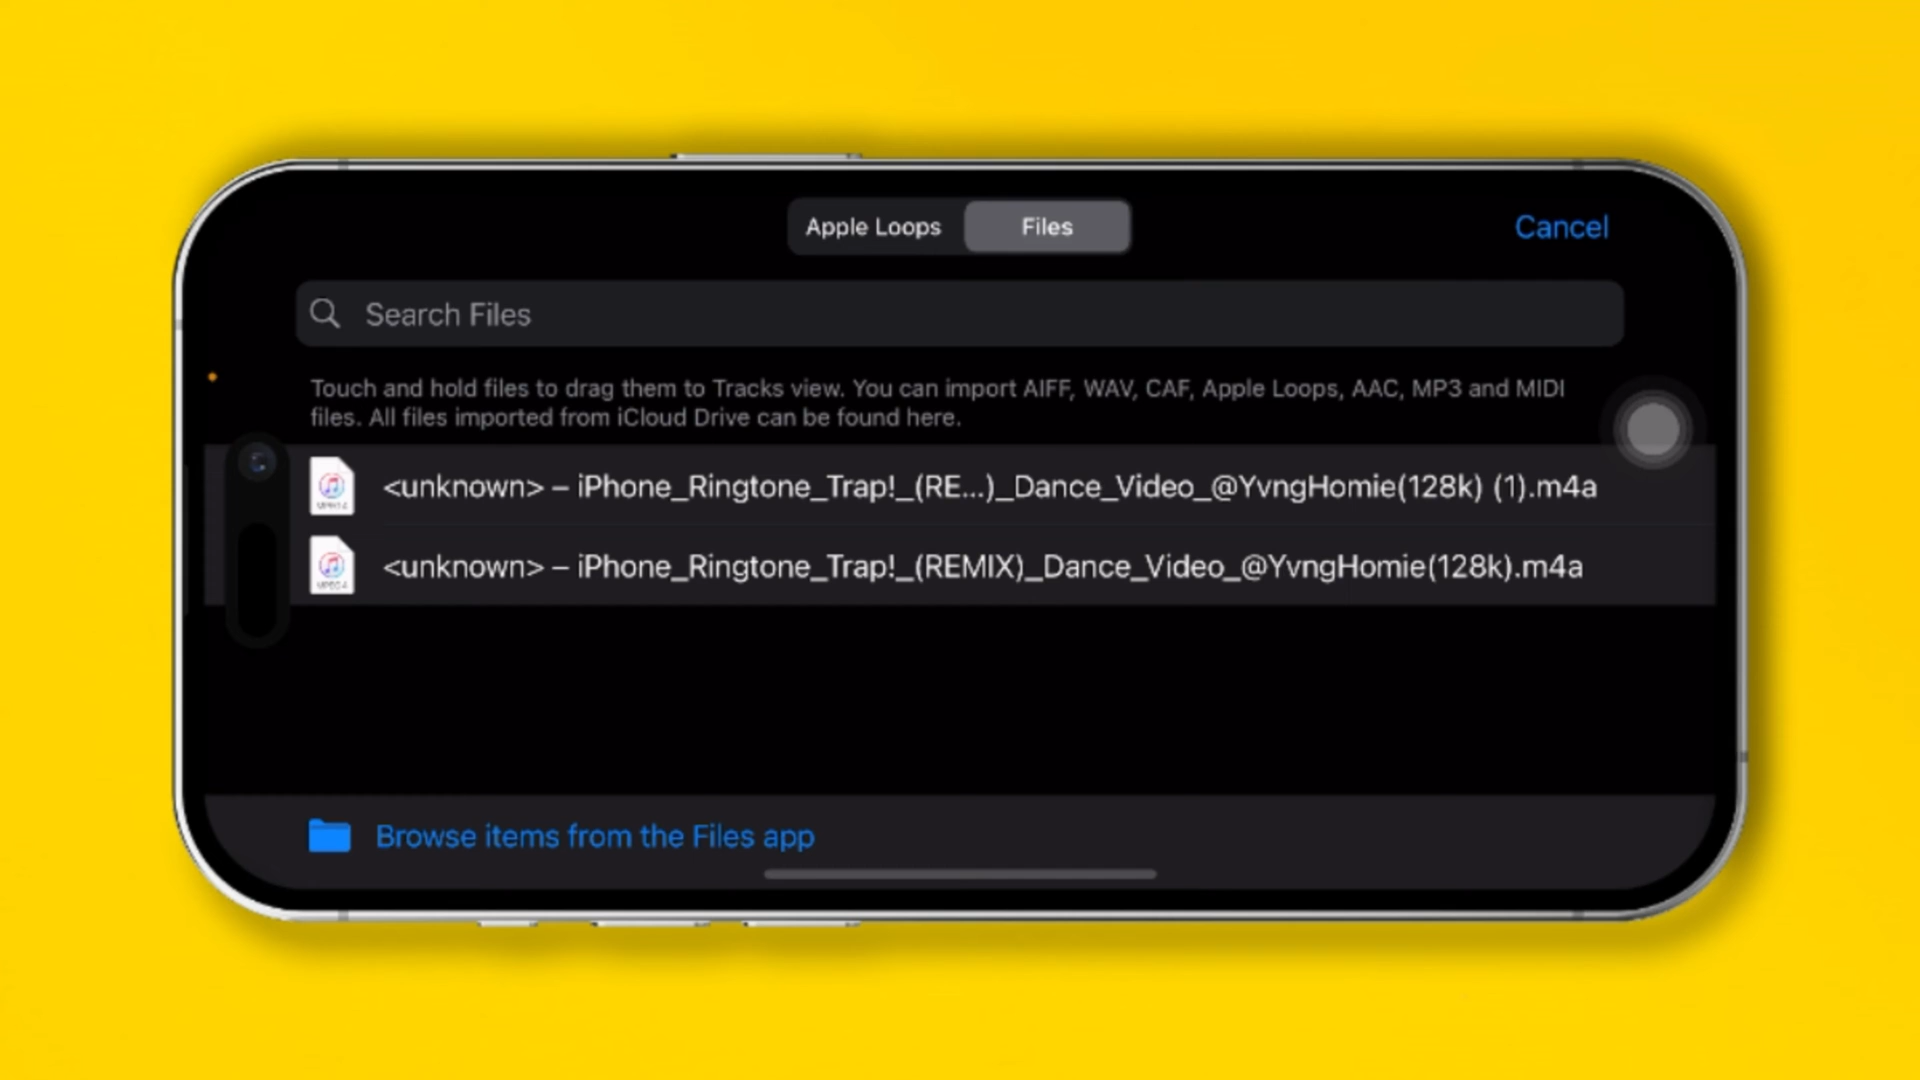 Apple Loops
Files
Cancel
Search Files
Touch and hold files to drag them to Tracks view. You can import AIFF, WAV, CAF, Apple Loops, AAC, MP3 and MIDI
files. All files imported from iCloud Drive can be found here.
<unknown> – iPhone_Ringtone_Trap!_(RE...)_Dance_Video_@YvngHomie(128k) (1).m4a
<unknown> – iPhone_Ringtone_Trap!_(REMIX)_Dance_Video_@YvngHomie(128k).m4a
Browse items from the Files app